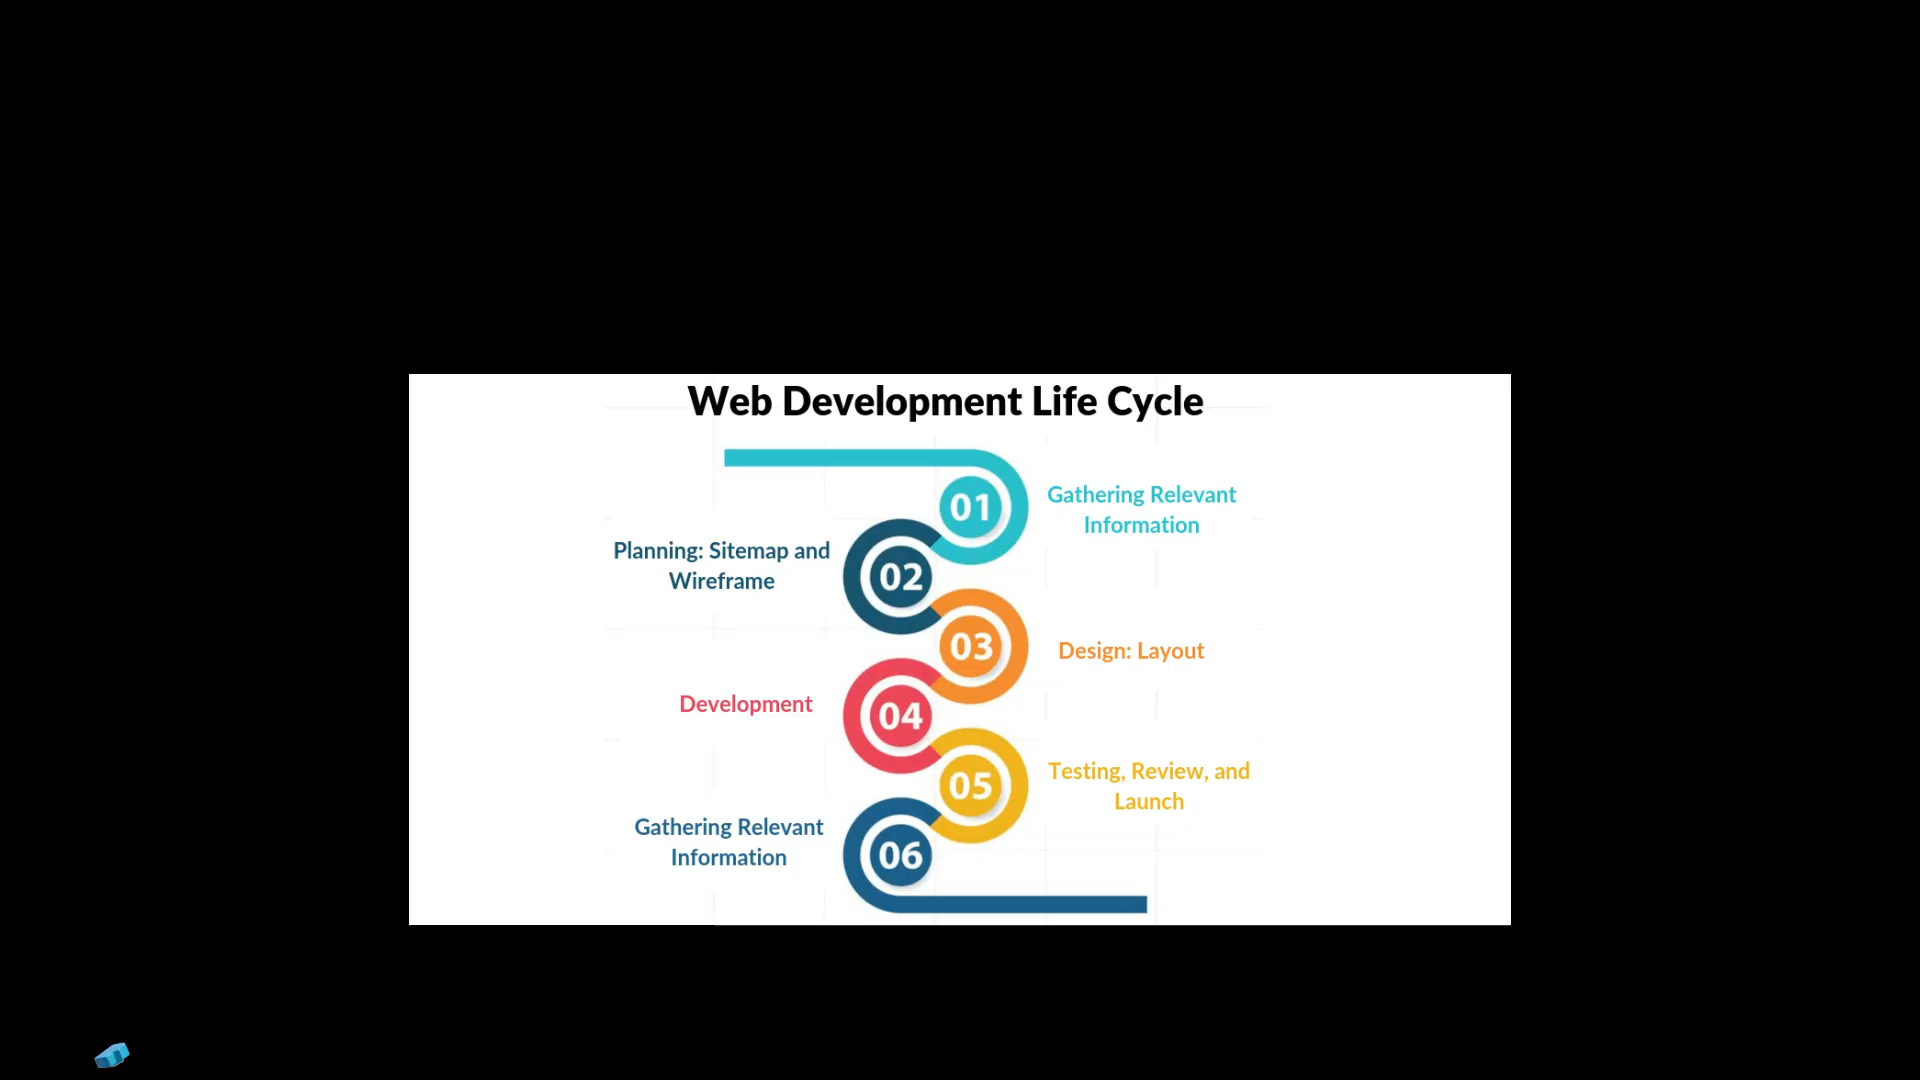 Web Development Life Cycle
01
Gathering Relevant
Information
Planning: Sitemap and
Wireframe
02
03
Design: Layout
Development
04
05
Testing, Review, and
Launch
Gathering Relevant
Information
06